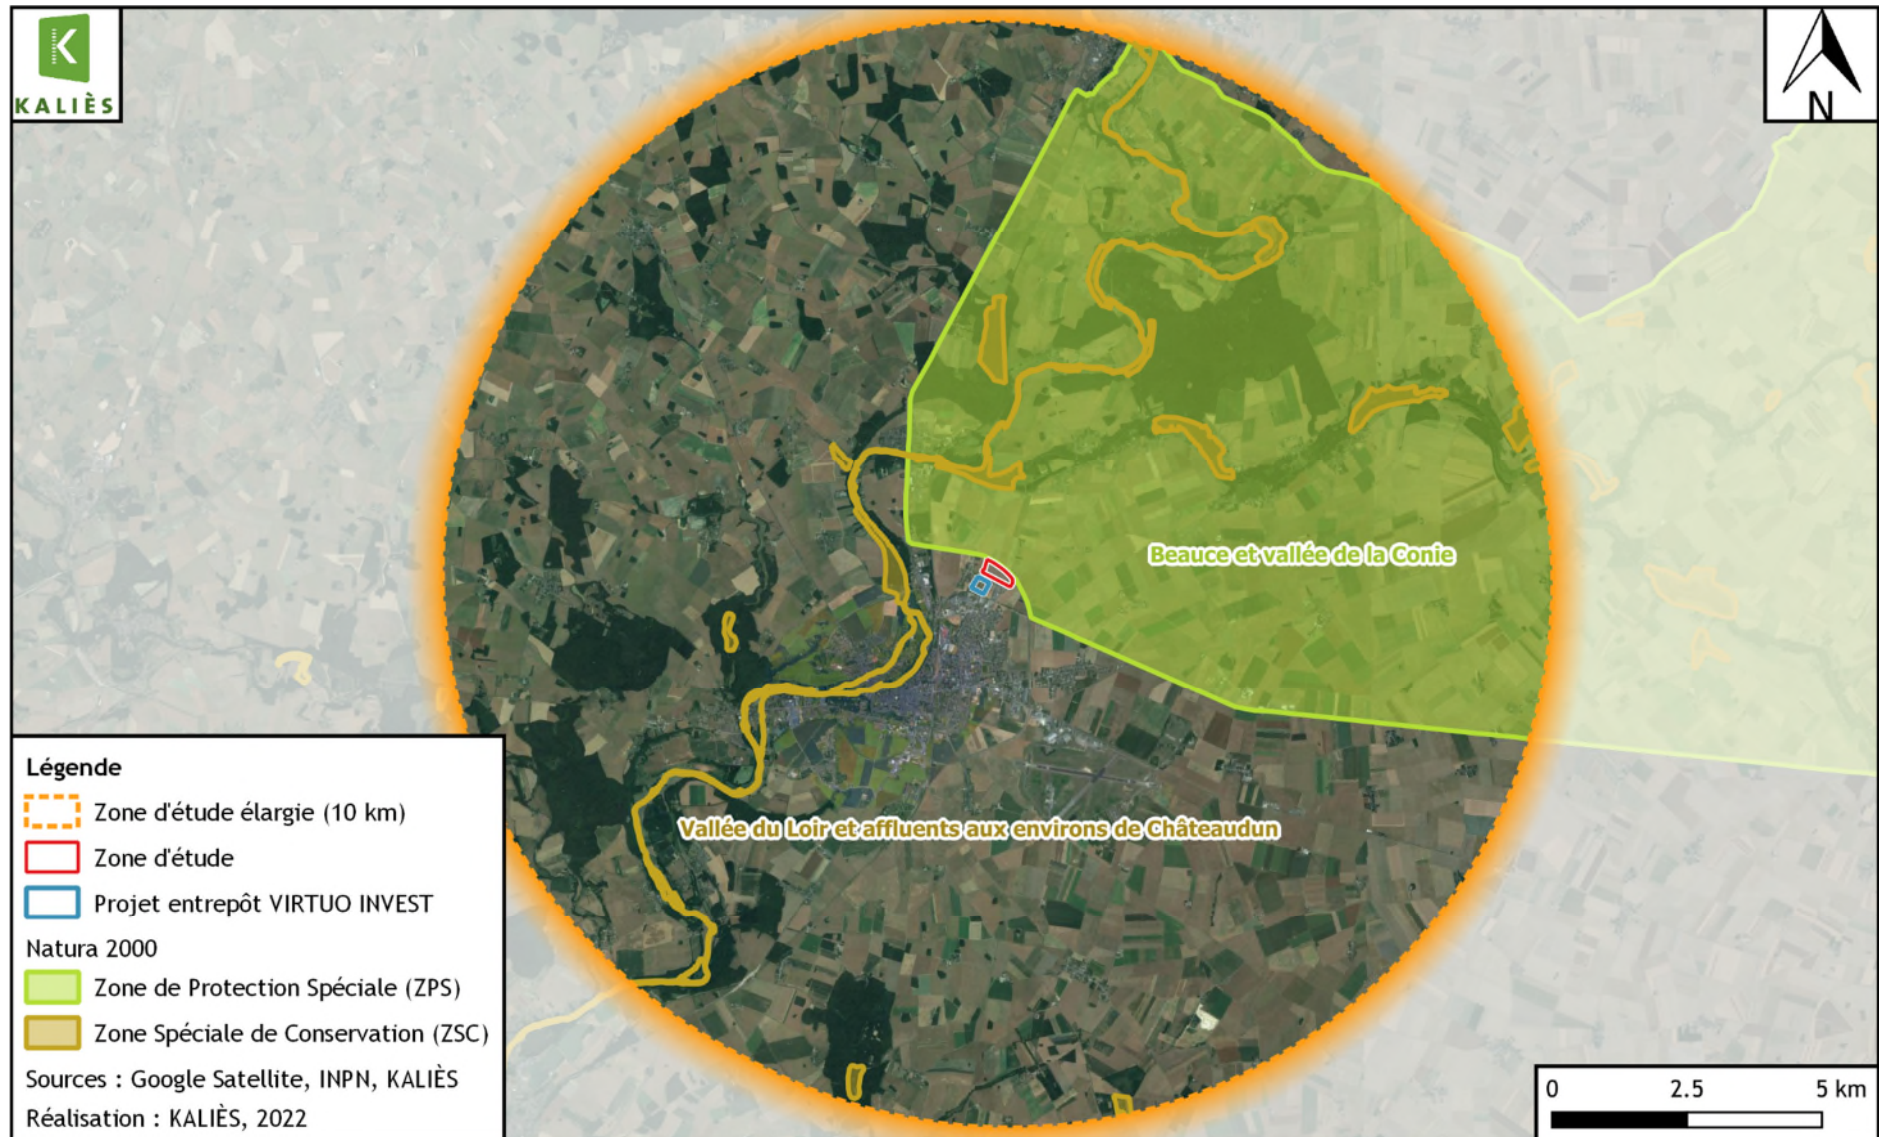 K
KALIÈS
N
Beauce et vallée de la Conie
Vallée du Loir et affluents aux environs de Châteaudun
Légende
Zone d'étude élargie (10 km)
Zone d'étude
Projet entrepôt VIRTUO INVEST
Natura 2000
Zone de Protection Spéciale (ZPS)
Zone Spéciale de Conservation (ZSC)
Sources : Google Satellite, INPN, KALIÈS
Réalisation : KALIÈS, 2022
0 2.5 5 km